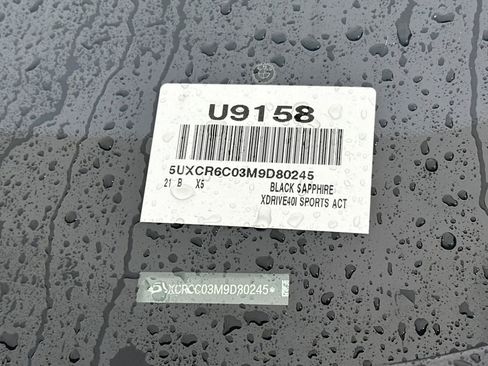 U9158
5UXCR6C03M9D80245
21 B X5 BLACK SAPPHIRE
XDRIVE40I SPORTS ACT